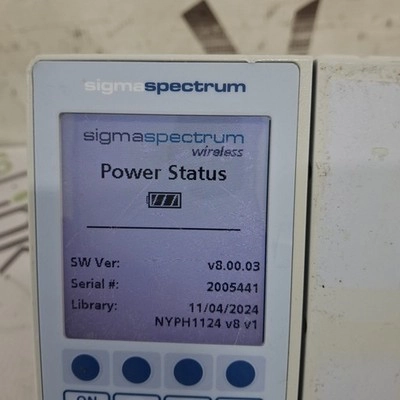 sigmaspectrum
sigmaspectrum
wireless
Power Status
SW Ver: v8.00.03
Serial #: 2005441
Library: 11/04/2024
NYPH1124 v8 v1
ON